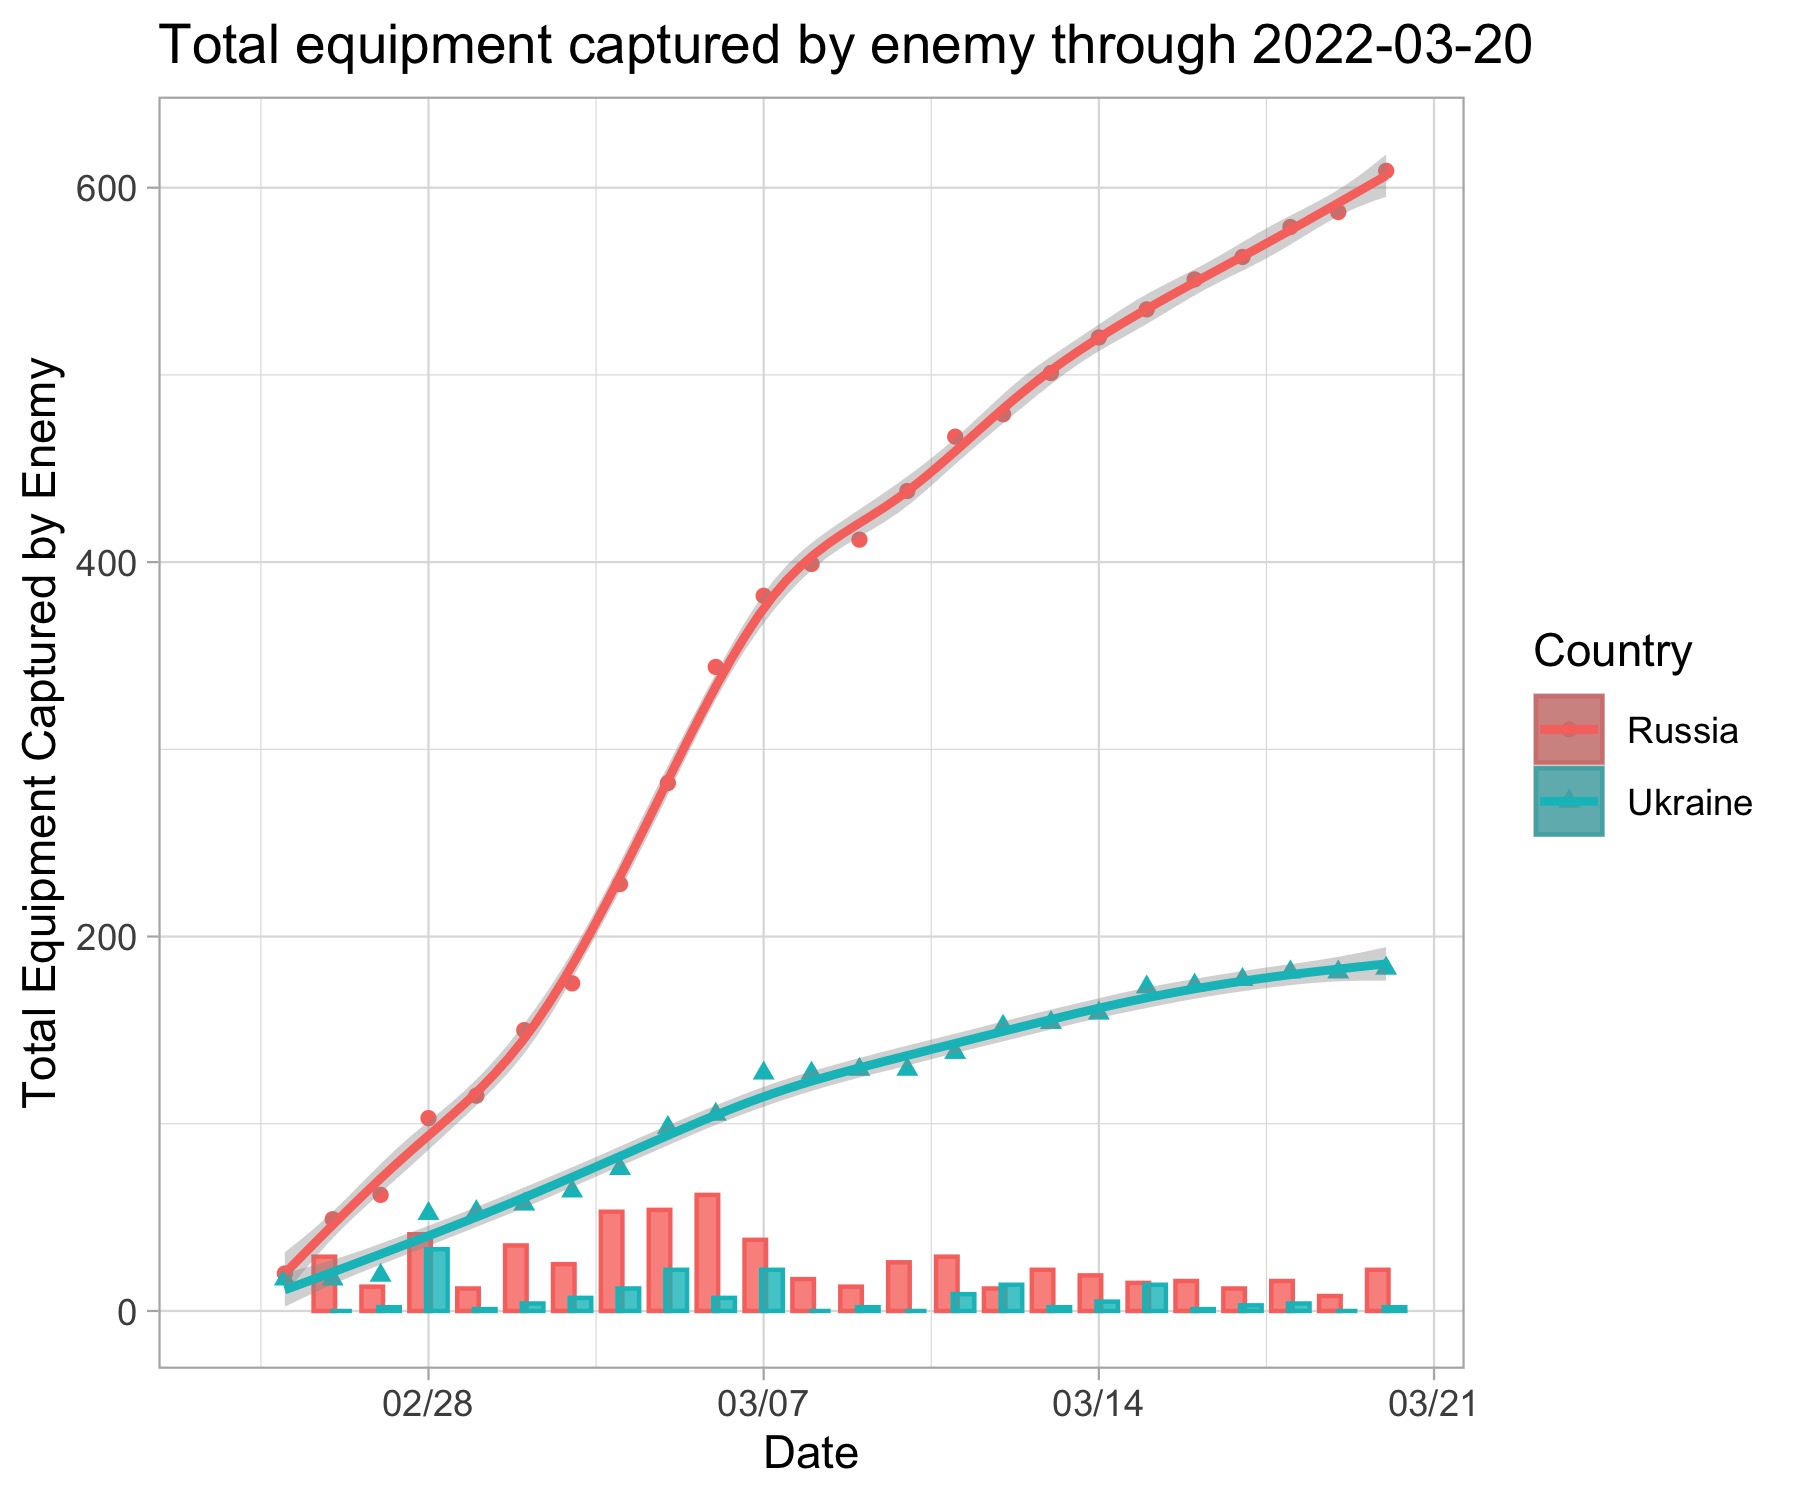 Total equipment captured by enemy through 2022-03-20
Total Equipment Captured by Enemy
600
400
200
0
02/28
03/07
03/14
03/21
Date
Country
Russia
Ukraine